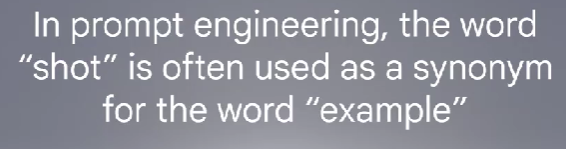 In prompt engineering, the word
“shot” is often used as a synonym
for the word “example”